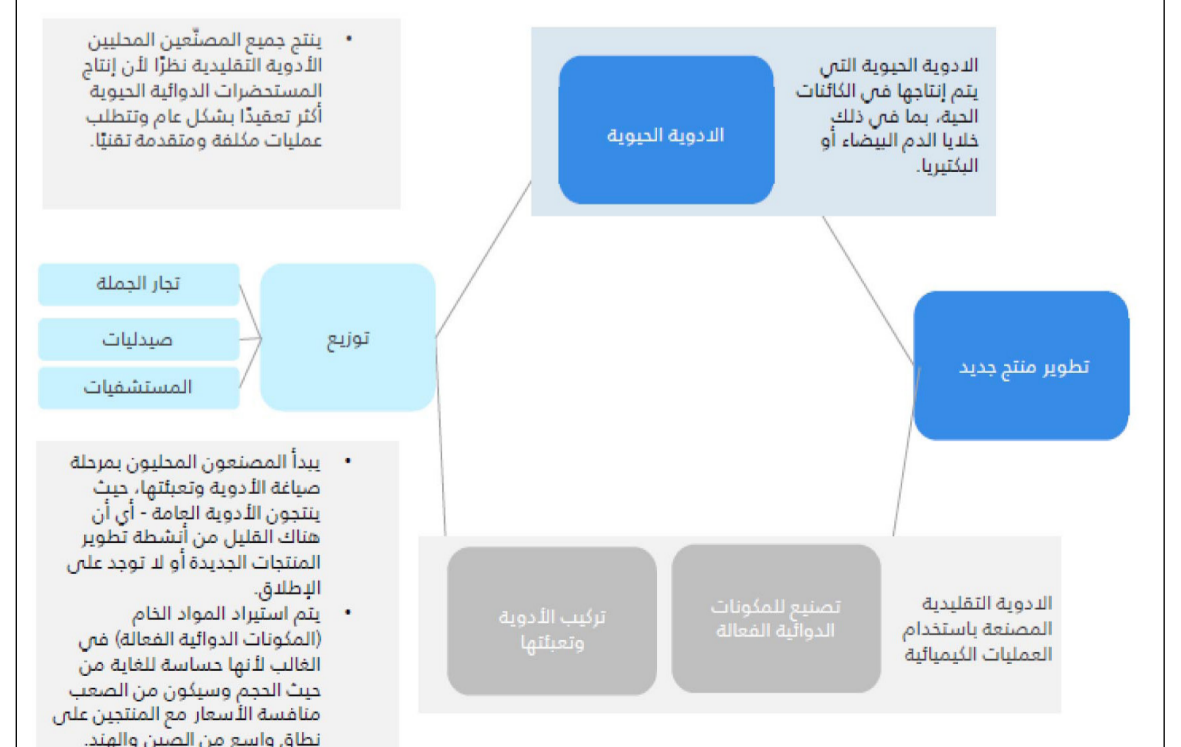 • ينتج جميع المصنّعين المحليين
الأدوية التقليدية نظرًا لأن إنتاج
المستحضرات الدوائية الحيوية
أكثر تعقيدًا بشكل عام وتتطلب
عمليات مكلفة ومتقدمة تقنيًا.
الادوية الحيوية التي
يتم إنتاجها في الكائنات
الحية، بما في ذلك
خلايا الدم البيضاء أو
البكتيريا.
الادوية الحيوية
تطوير منتج جديد
توزيع
تجار الجملة
صيدليات
المستشفيات
الادوية التقليدية
المصنعة باستخدام
العمليات الكيميائية
تصنيع للمكونات
الدوائية الفعالة
تركيب الأدوية
وتعبئتها
• يبدأ المصنعون المحليون بمرحلة
صياغة الأدوية وتعبئتها، حيث
ينتجون الأدوية العامة - أي أن
هناك القليل من أنشطة تطوير
المنتجات الجديدة أو لا توجد على
الإطلاق.
• يتم استيراد المواد الخام
(المكونات الدوائية الفعالة) في
الغالب لأنها حساسة للغاية من
حيث الحجم وسيكون من الصعب
منافسة الأسعار مع المنتجين على
نطاق واسع من الصين والهند.